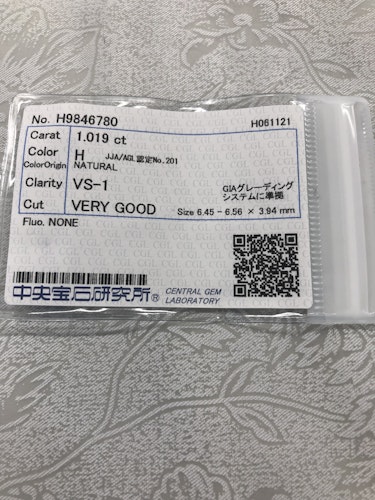 No. H9846780 H061121
Carat 1.019 ct
Color H JJA/AGL認定No.201
ColorOrigin NATURAL
Clarity VS-1 GIAグレーディング
システムに準拠
Cut VERY GOOD Size 6.45 - 6.56 × 3.94 mm
Fluo. NONE
中央宝石研究所® CENTRAL GEM
LABORATORY